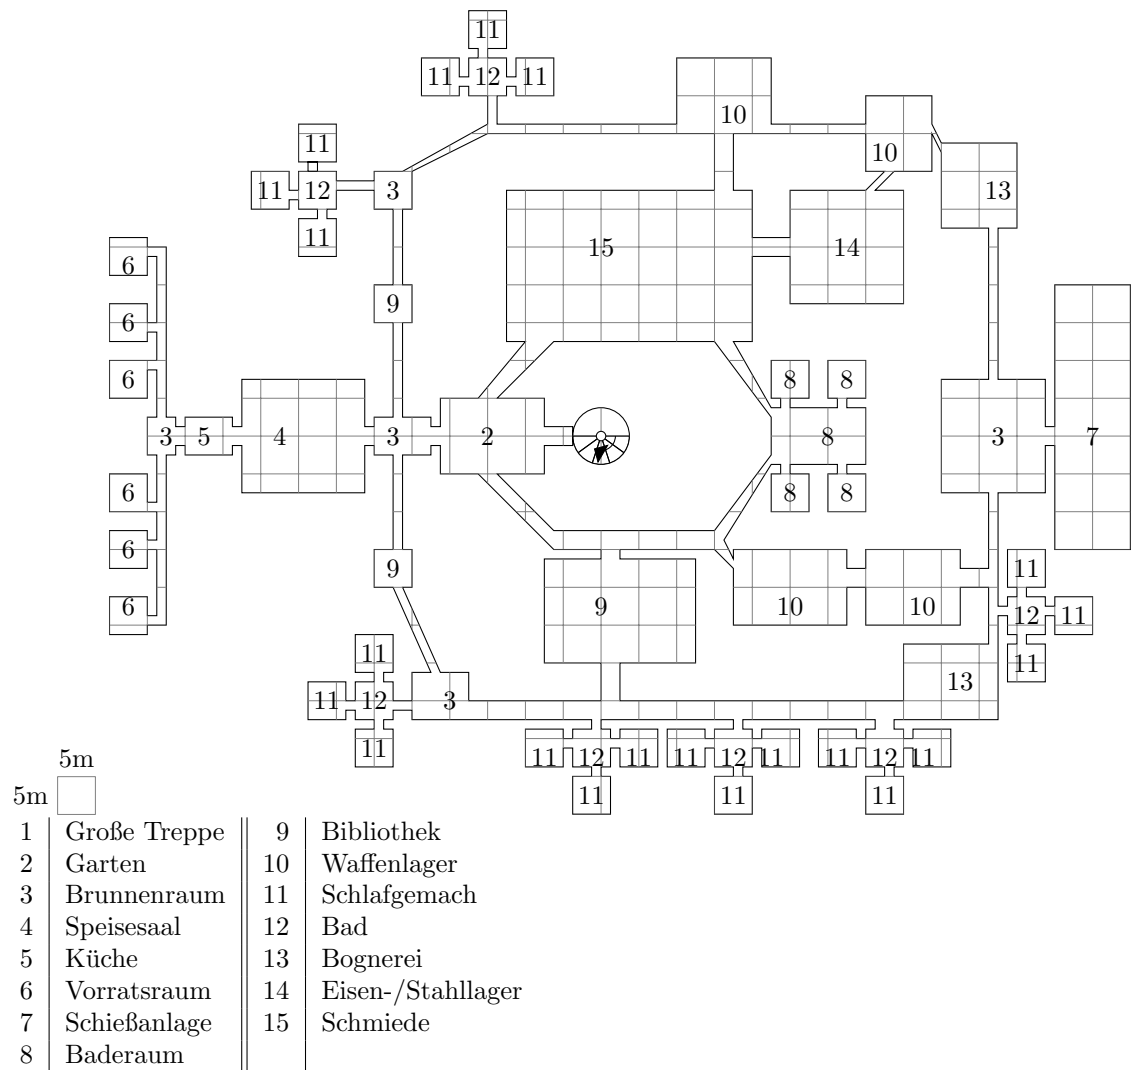 11
11 12 11
10
11
10
11 12 3
13
11
15 14
6
9
6
6
8 8
3 5 4 3 2 8 3 7
6
8 8
6
9
11
6
9 10 10
12 11
11
11
13
11 12 3
11
11 12 11 11 12 11 11 12 11
11 11 11
5m
5m
1 Große Treppe 9 Bibliothek
2 Garten 10 Waffenlager
3 Brunnenraum 11 Schlafgemach
4 Speisesaal 12 Bad
5 Küche 13 Bognerei
6 Vorratsraum 14 Eisen-/Stahllager
7 Schießanlage 15 Schmiede
8 Baderaum